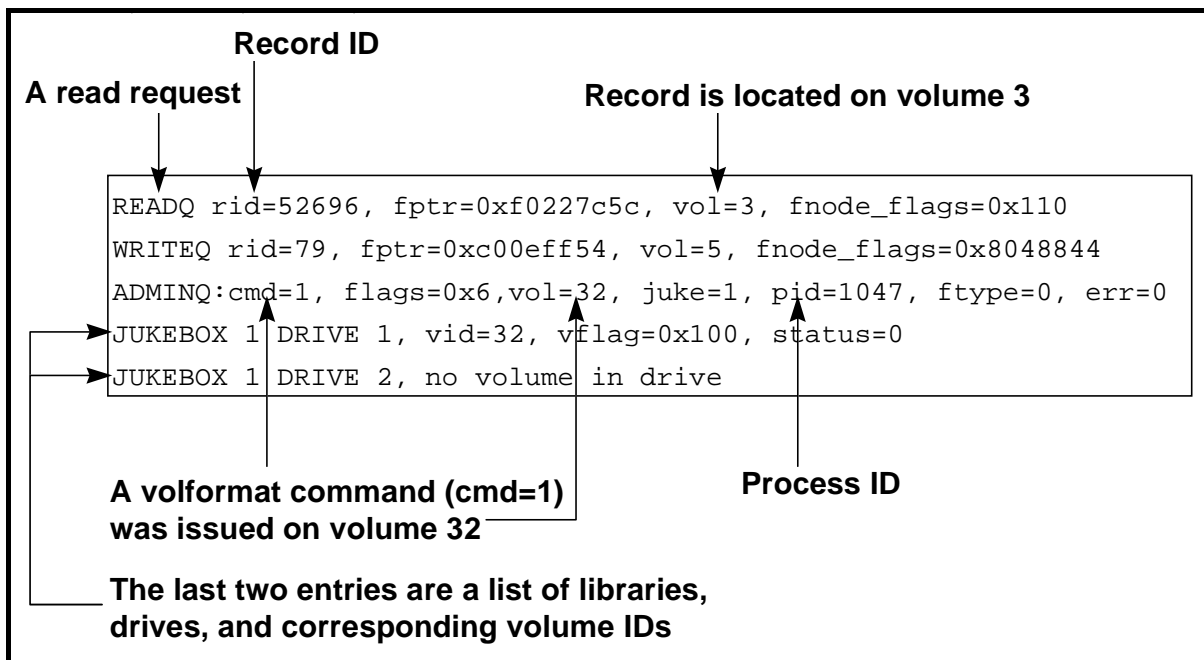 Record ID
A read request
Record is located on volume 3
READQ rid=52696, fptr=0xf0227c5c, vol=3, fnode_flags=0x110
WRITEQ rid=79, fptr=0xc00eff54, vol=5, fnode_flags=0x8048844
ADMINQ:cmd=1, flags=0x6,vol=32, juke=1, pid=1047, ftype=0, err=0
JUKEBOX 1 DRIVE 1, vid=32, vflag=0x100, status=0
JUKEBOX 1 DRIVE 2, no volume in drive
A volformat command (cmd=1)
was issued on volume 32
Process ID
The last two entries are a list of libraries,
drives, and corresponding volume IDs